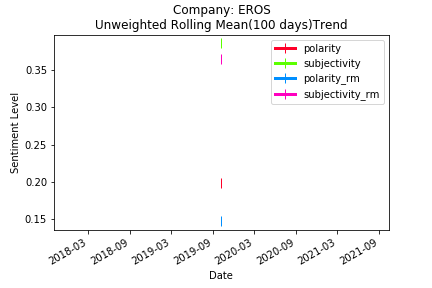 Company: EROS
Unweighted Rolling Mean(100 days)Trend
polarity
subjectivity
polarity_rm
subjectivity_rm
Sentiment Level
0.35
0.30
0.25
0.20
0.15
2018-03
2018-09
2019-03
2019-09
2020-03
2020-09
2021-03
2021-09
Date